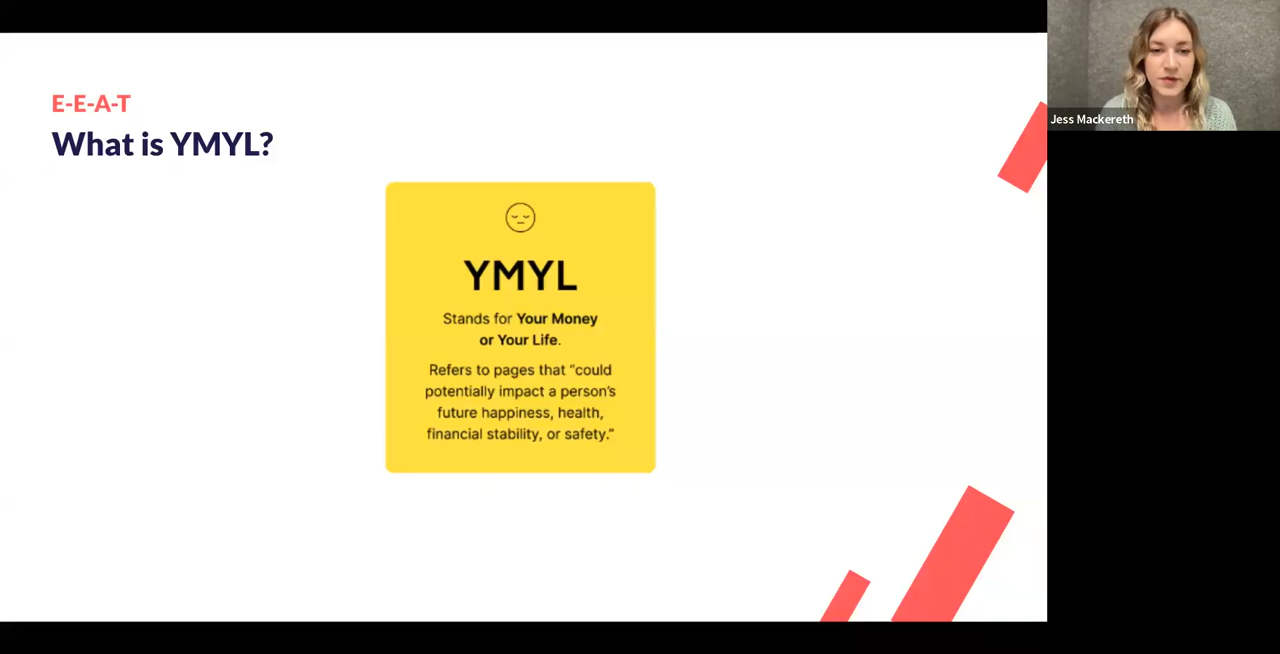 E-E-A-T
What is YMYL?
YMYL
Stands for Your Money
or Your Life.
Refers to pages that “could
potentially impact a person’s
future happiness, health,
financial stability, or safety.”
Jess Mackereth